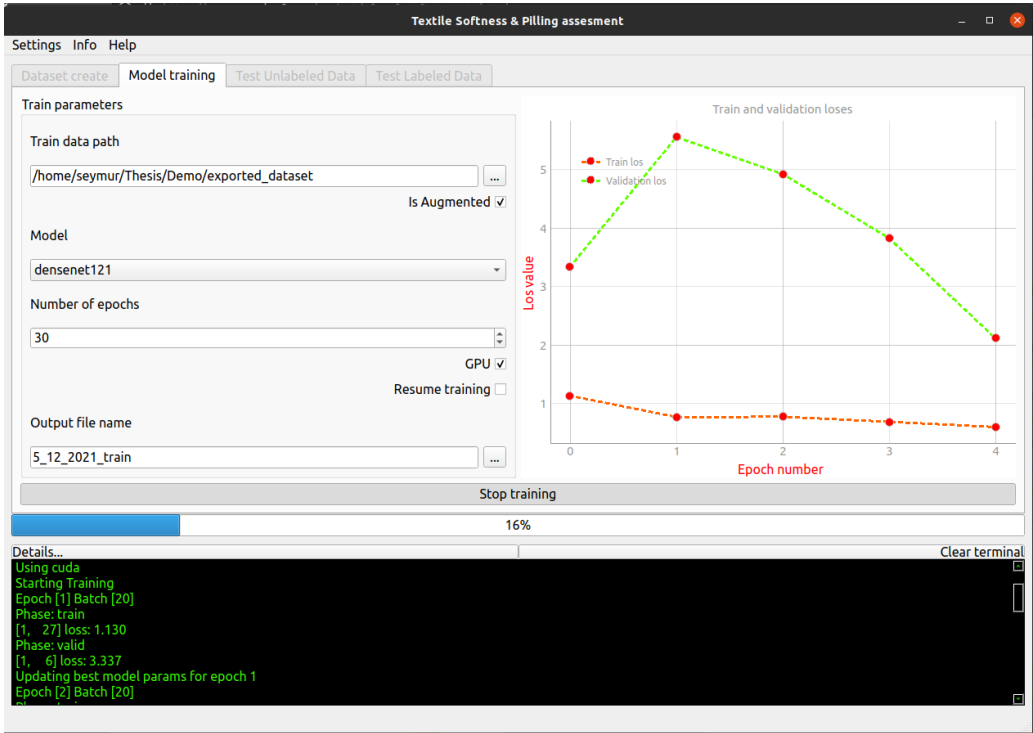 Textile Softness & Pilling assesment
Settings Info Help
Dataset create Model training Test Unlabeled Data Test Labeled Data
Train parameters
Train data path
/home/seymur/Thesis/Demo/exported_dataset ...
Is Augmented
Model
densenet121
Number of epochs
30
GPU
Resume training
Output file name
5_12_2021_train ...
Train and validation loses
Train los
Validation los
Los value
5
4
3
2
1
0 1 2 3 4
Epoch number
Stop training
16%
Details... Clear terminal
Using cuda
Starting Training
Epoch [1] Batch [20]
Phase: train
[1, 27] loss: 1.130
Phase: valid
[1, 6] loss: 3.337
Updating best model params for epoch 1
Epoch [2] Batch [20]